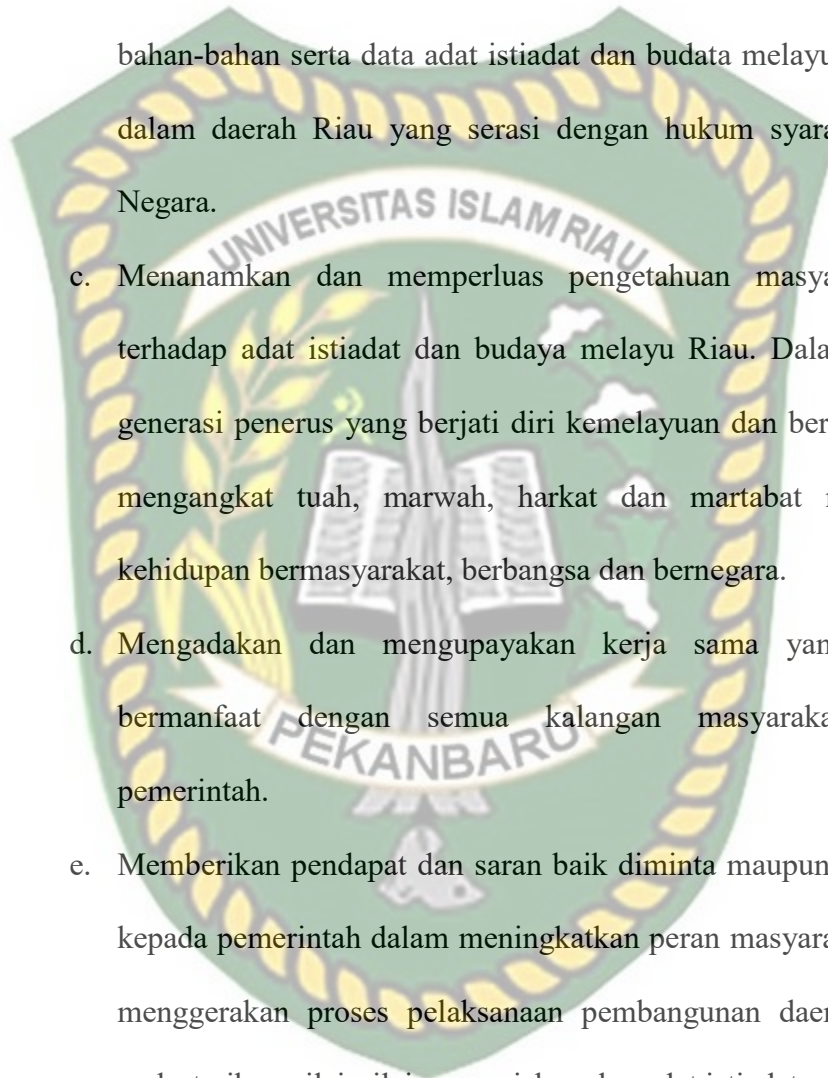 bahan-bahan serta data adat istiadat dan budata melayu
dalam daerah Riau yang serasi dengan hukum syara
Negara.
UNIVERSITAS ISLAM RIAU
c. Menanamkan dan memperluas pengetahuan masya
terhadap adat istiadat dan budaya melayu Riau. Dala
generasi penerus yang berjati diri kemelayuan dan ber
mengangkat tuah, marwah, harkat dan martabat
kehidupan bermasyarakat, berbangsa dan bernegara.
d. Mengadakan dan mengupayakan kerja sama yan
bermanfaat dengan semua kalangan masyaraka
PEKANBARU
pemerintah.
e. Memberikan pendapat dan saran baik diminta maupun
kepada pemerintah dalam meningkatkan peran masyara
menggerakan proses pelaksanaan pembangunan daer